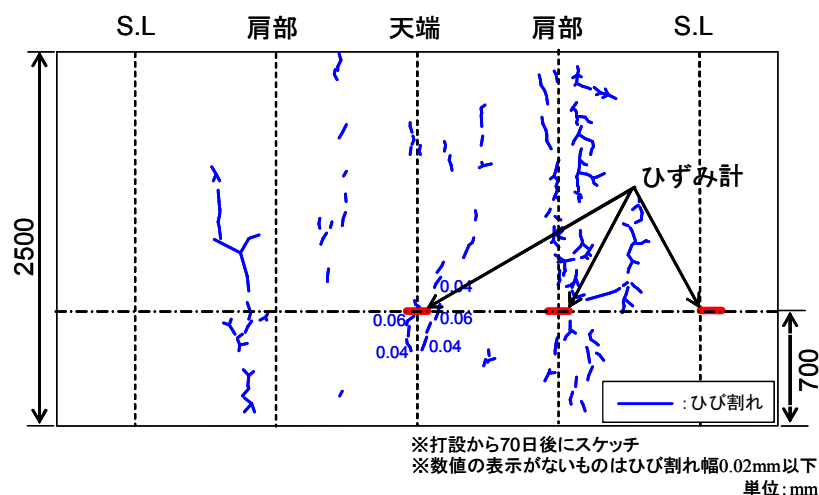 S.L 肩部 天端 肩部 S.L
ひずみ計
2500
0.04
0.06 0.06
0.04 0.04
700
:ひび割れ
※打設から70日後にスケッチ
※数値の表示がないものはひび割れ幅0.02mm以下
単位:mm